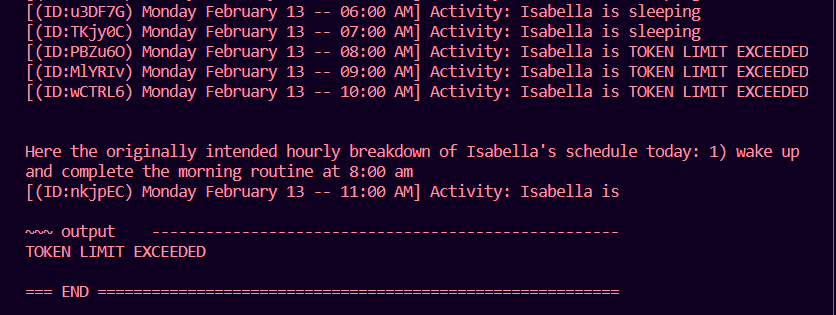 [(ID:u3DF7G) Monday February 13 -- 06:00 AM] Activity: Isabella is sleeping
[(ID:TKjy0C) Monday February 13 -- 07:00 AM] Activity: Isabella is sleeping
[(ID:PBZu6O) Monday February 13 -- 08:00 AM] Activity: Isabella is TOKEN LIMIT EXCEEDED
[(ID:MlYRIv) Monday February 13 -- 09:00 AM] Activity: Isabella is TOKEN LIMIT EXCEEDED
[(ID:wCTRL6) Monday February 13 -- 10:00 AM] Activity: Isabella is TOKEN LIMIT EXCEEDED
Here the originally intended hourly breakdown of Isabella's schedule today: 1) wake up
and complete the morning routine at 8:00 am
[(ID:nkjpEC) Monday February 13 -- 11:00 AM] Activity: Isabella is
~~~ output    ----------------------------------------------------
TOKEN LIMIT EXCEEDED
=== END ==========================================================